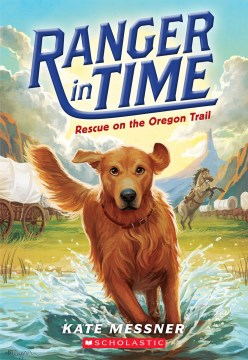 RANGER
in TIME
Rescue on the Oregon Trail
KATE MESSNER
SCHOLASTIC